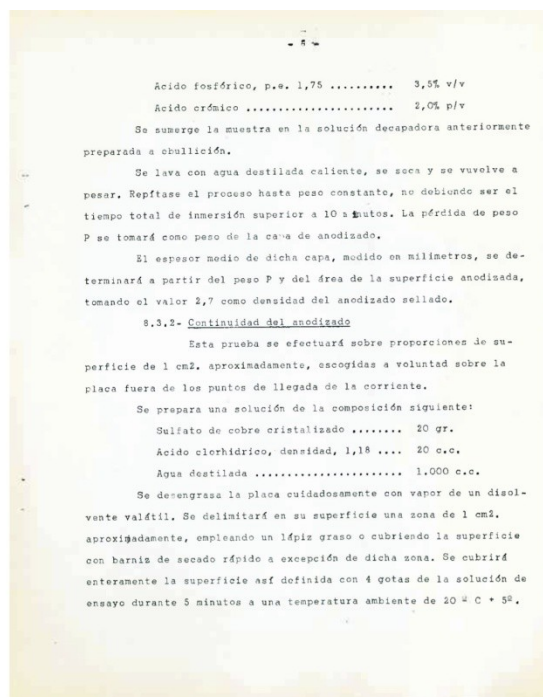 - 5 -
Acido fosfórico, p.e. 1,75 .......... 3,5% v/v
Acido crómico ....................... 2,0% p/v
Se sumerge la muestra en la solución decapadora anteriormente
preparada a ebullición.
Se lava con agua destilada caliente, se seca y se vuvelve a
pesar. Repítase el proceso hasta peso constante, no debiendo ser el
tiempo total de inmersión superior a 10 minutos. La pérdida de peso
P se tomará como peso de la capa de anodizado.
El espesor medio de dicha capa, medido en milímetros, se de-
terminará a partir del peso P y del área de la superficie anodizada,
tomando el valor 2,7 como densidad del anodizado sellado.
8.3.2- Continuidad del anodizado
Esta prueba se efectuará sobre proporciones de su-
perficie de 1 cm2. aproximadamente, escogidas a voluntad sobre la
placa fuera de los puntos de llegada de la corriente.
Se prepara una solución de la composición siguiente:
Sulfato de cobre cristalizado ........ 20 gr.
Acido clorhídrico, densidad, 1,18 .... 20 c.c.
Agua destilada ....................... 1.000 c.c.
Se desengrasa la placa cuidadosamente con vapor de un disol-
vente valátil. Se delimitará en su superficie una zona de 1 cm2.
aproximadamente, empleando un lápiz graso o cubriendo la superficie
con barniz de secado rápido a excepción de dicha zona. Se cubrirá
enteramente la superficie así definida con 4 gotas de la solución de
ensayo durante 5 minutos a una temperatura ambiente de 20 º C + 5º.